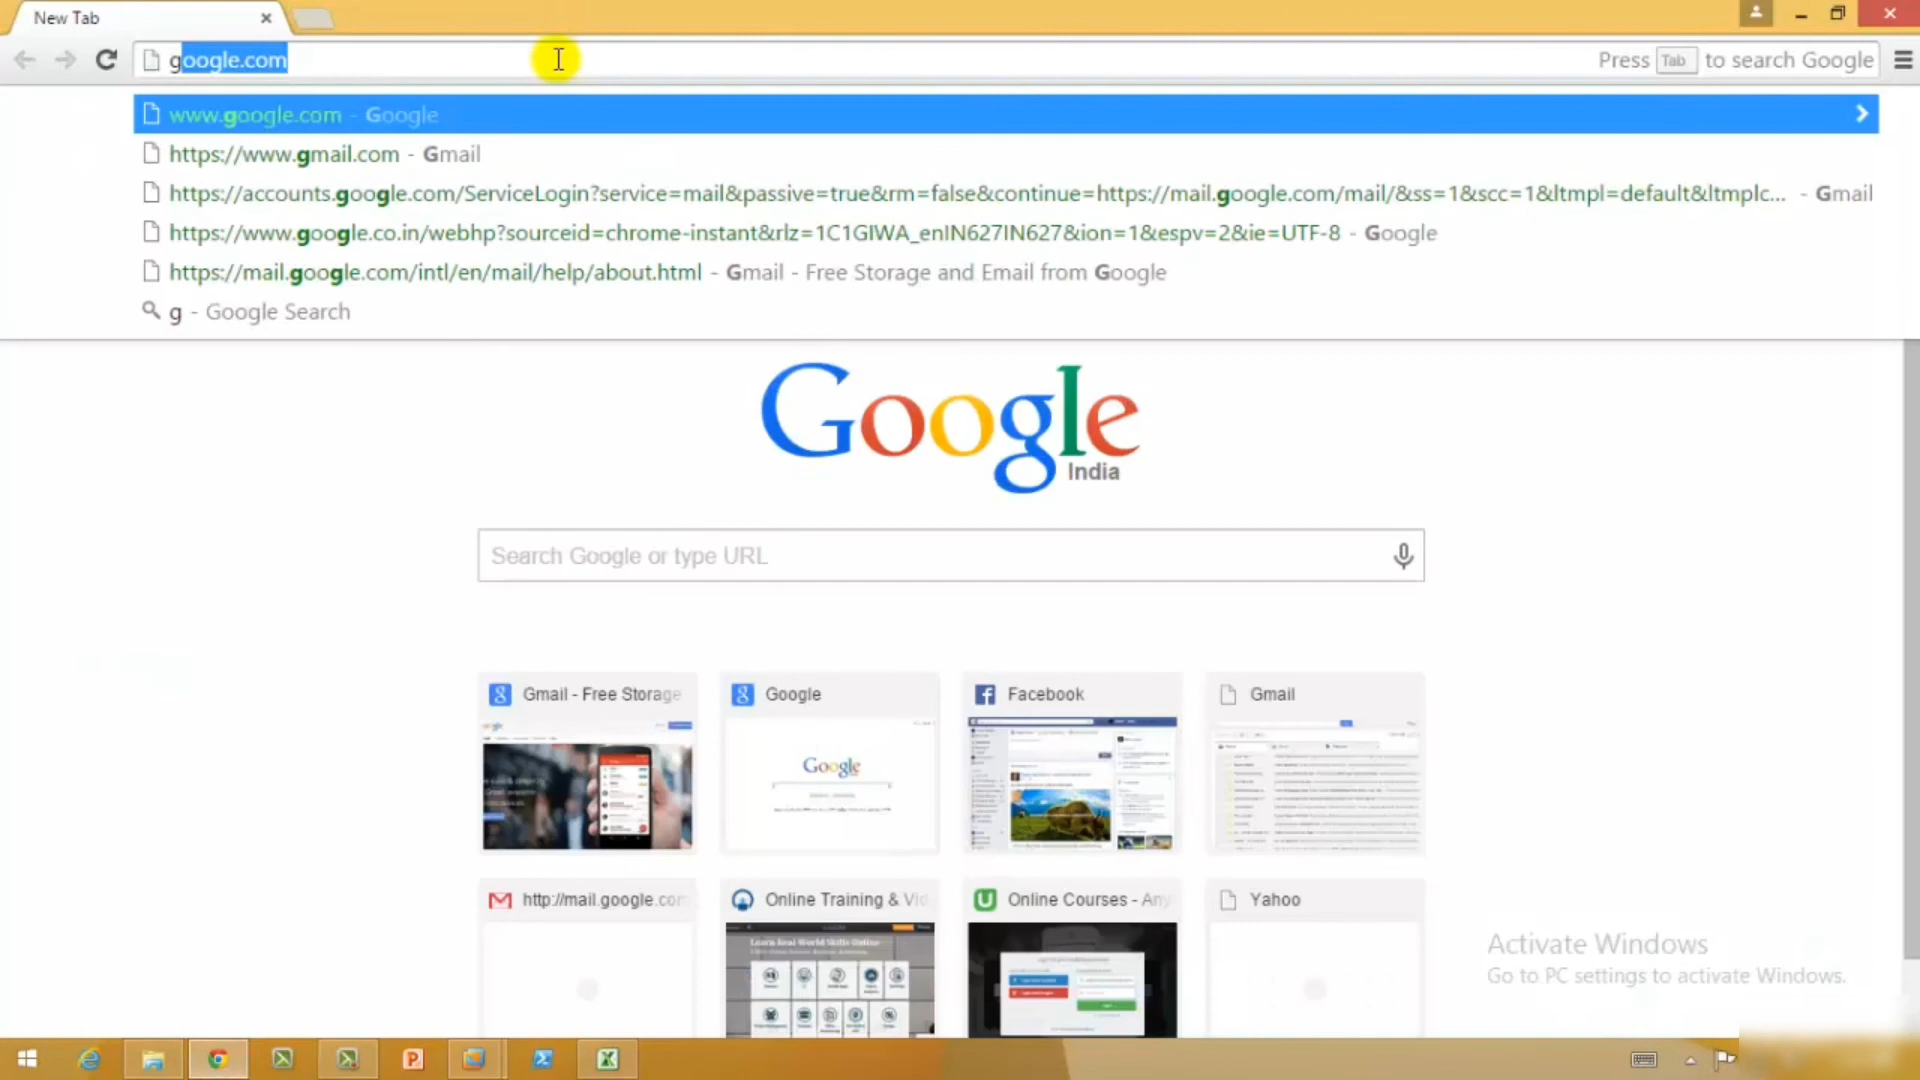 New Tab
google.com
Press Tab to search Google
www.google.com - Google
https://www.gmail.com - Gmail
https://accounts.google.com/ServiceLogin?service=mail&passive=true&rm=false&continue=https://mail.google.com/mail/&ss=1&scc=1&ltmpl=default&ltmplc... - Gmail
https://www.google.co.in/webhp?sourceid=chrome-instant&rlz=1C1GIWA_enIN627IN627&ion=1&espv=2&ie=UTF-8 - Google
https://mail.google.com/intl/en/mail/help/about.html - Gmail - Free Storage and Email from Google
g - Google Search
Google
India
Search Google or type URL
Gmail - Free Storage
Google
Facebook
Gmail
Google
http://mail.google.com
Online Training & Vid
Online Courses - Any
Yahoo
Learn Real World Skills Online
Activate Windows
Go to PC settings to activate Windows.